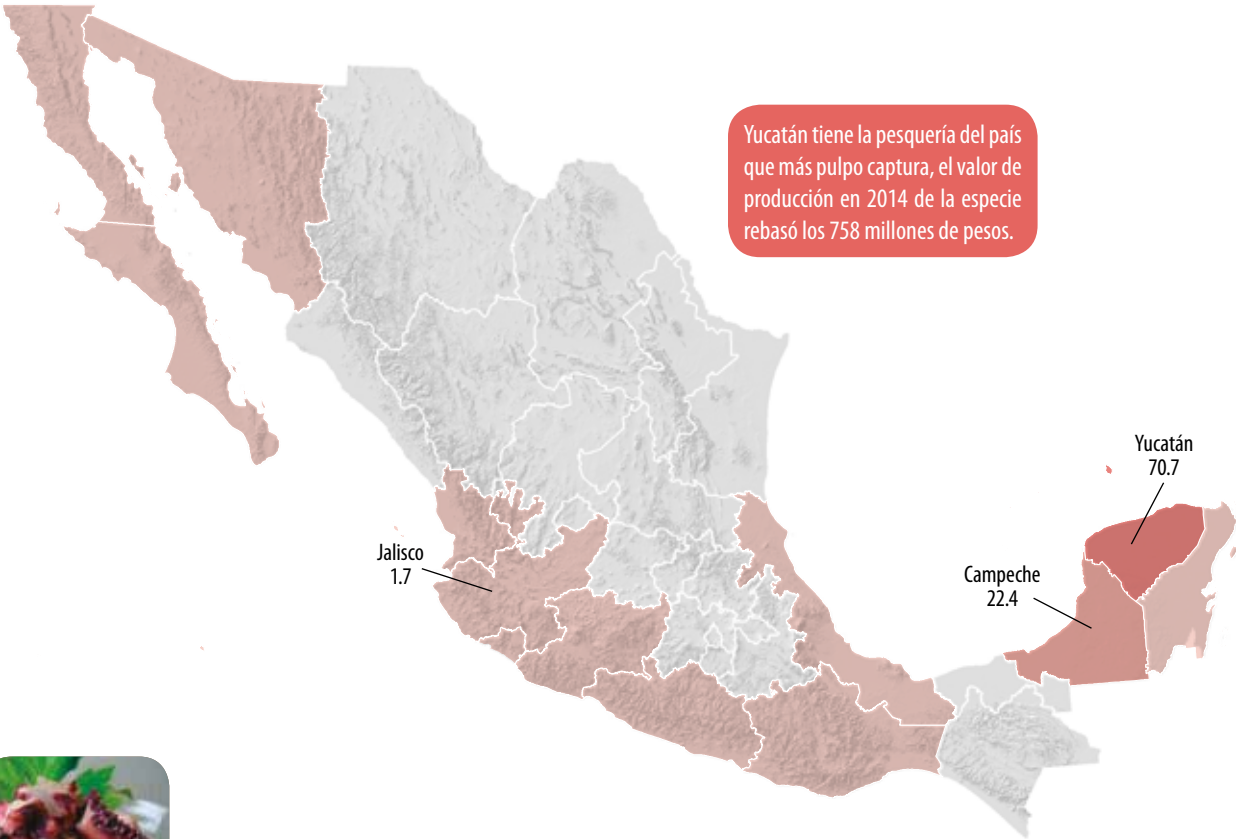 Yucatán tiene la pesquería del país
que más pulpo captura, el valor de
producción en 2014 de la especie
rebasó los 758 millones de pesos.
Yucatán
70.7
Campeche
22.4
Jalisco
1.7